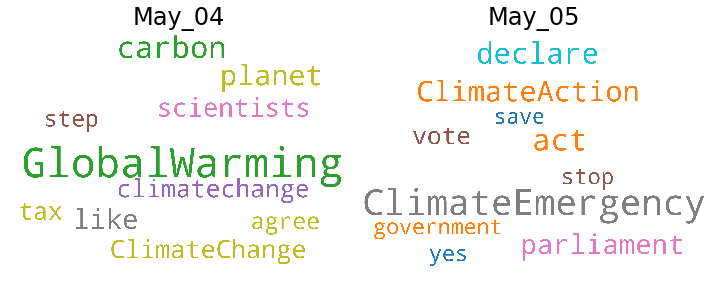 May_04
carbon
planet
scientists
step
GlobalWarming
climatechange
tax
like
agree
ClimateChange
May_05
declare
ClimateAction
save
vote
act
stop
ClimateEmergency
government
yes
parliament